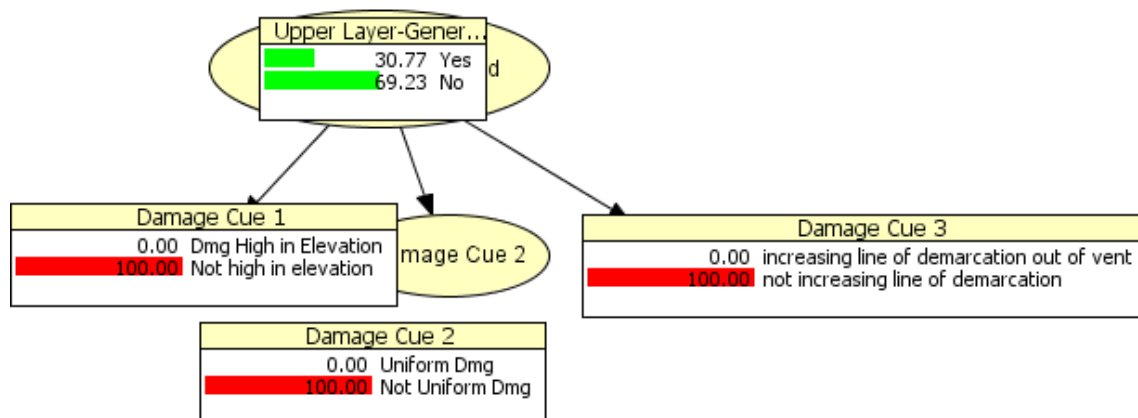 Upper Layer-Gener...
30.77 Yes
69.23 No
d
Damage Cue 1
0.00 Dmg High in Elevation
100.00 Not high in elevation
mage Cue 2
Damage Cue 3
0.00 increasing line of demarcation out of vent
100.00 not increasing line of demarcation
Damage Cue 2
0.00 Uniform Dmg
100.00 Not Uniform Dmg